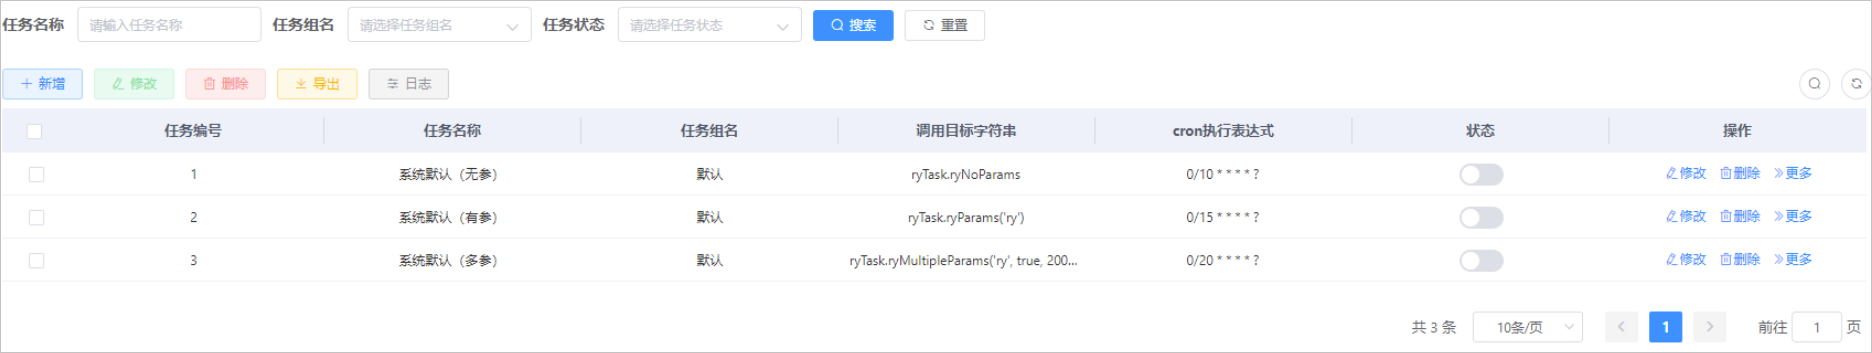 任务名称 请输入任务名称 任务组名 请选择任务组名 任务状态 请选择任务状态 搜索 重置
新增 修改 删除 导出 日志
任务编号 任务名称 任务组名 调用目标字符串 cron执行表达式 状态 操作
1 系统默认（无参） 默认 ryTask.ryNoParams 0/10 * * * * ? 修改 删除 更多
2 系统默认（有参） 默认 ryTask.ryParams('ry') 0/15 * * * * ? 修改 删除 更多
3 系统默认（多参） 默认 ryTask.ryMultipleParams('ry', true, 200... 0/20 * * * * ? 修改 删除 更多
共 3 条 10条/页 1 前往 1 页